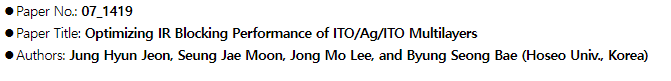 ● Paper No.: 07_1419
● Paper Title: Optimizing IR Blocking Performance of ITO/Ag/ITO Multilayers
● Authors: Jung Hyun Jeon, Seung Jae Moon, Jong Mo Lee, and Byung Seong Bae (Hoseo Univ., Korea)